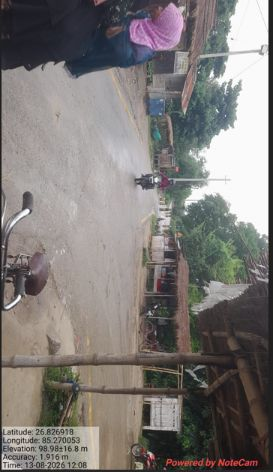 Latitude: 26.826918
Longitude: 85.270053
Elevation: 98.98±16.8 m
Accuracy: 1.916 m
Time: 13-08-2026 12:08
Powered by NoteCam